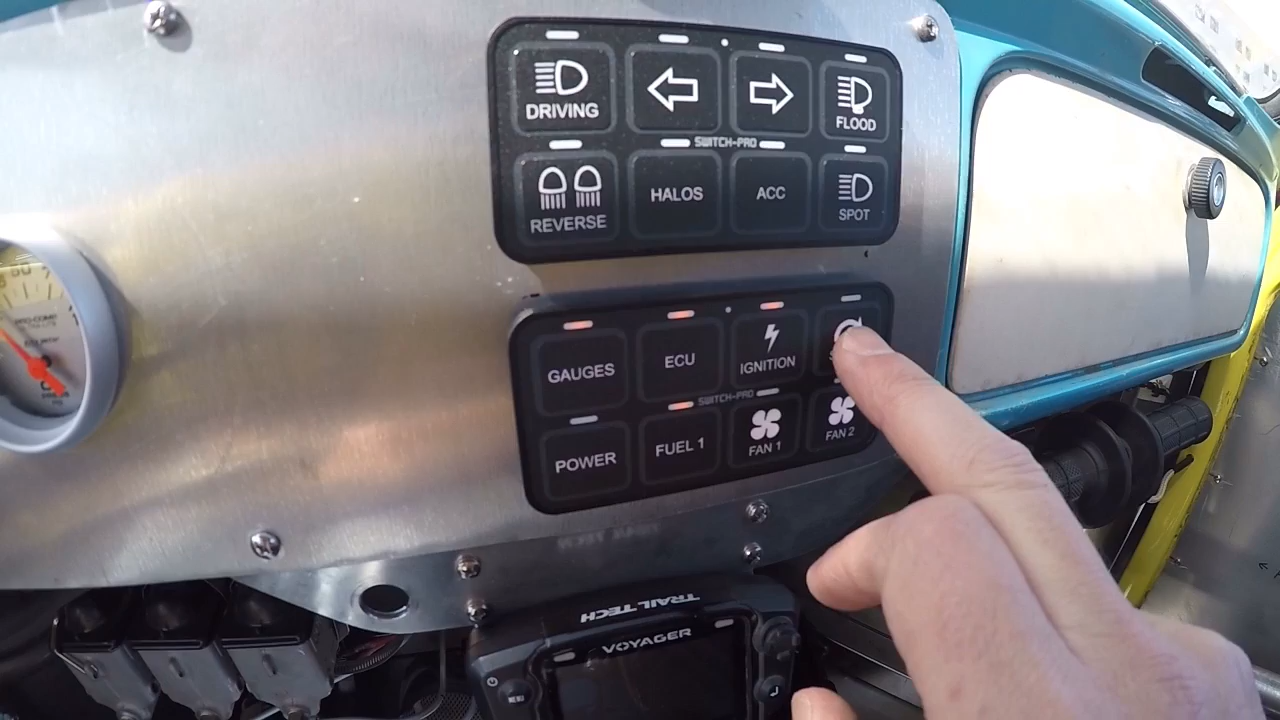 DRIVING
FLOOD
SWITCH-PRO
REVERSE
HALOS
ACC
SPOT
GAUGES
ECU
IGNITION
SWITCH-PRO
POWER
FUEL 1
FAN 1
FAN 2
TRAIL TECH
VOYAGER
MENU